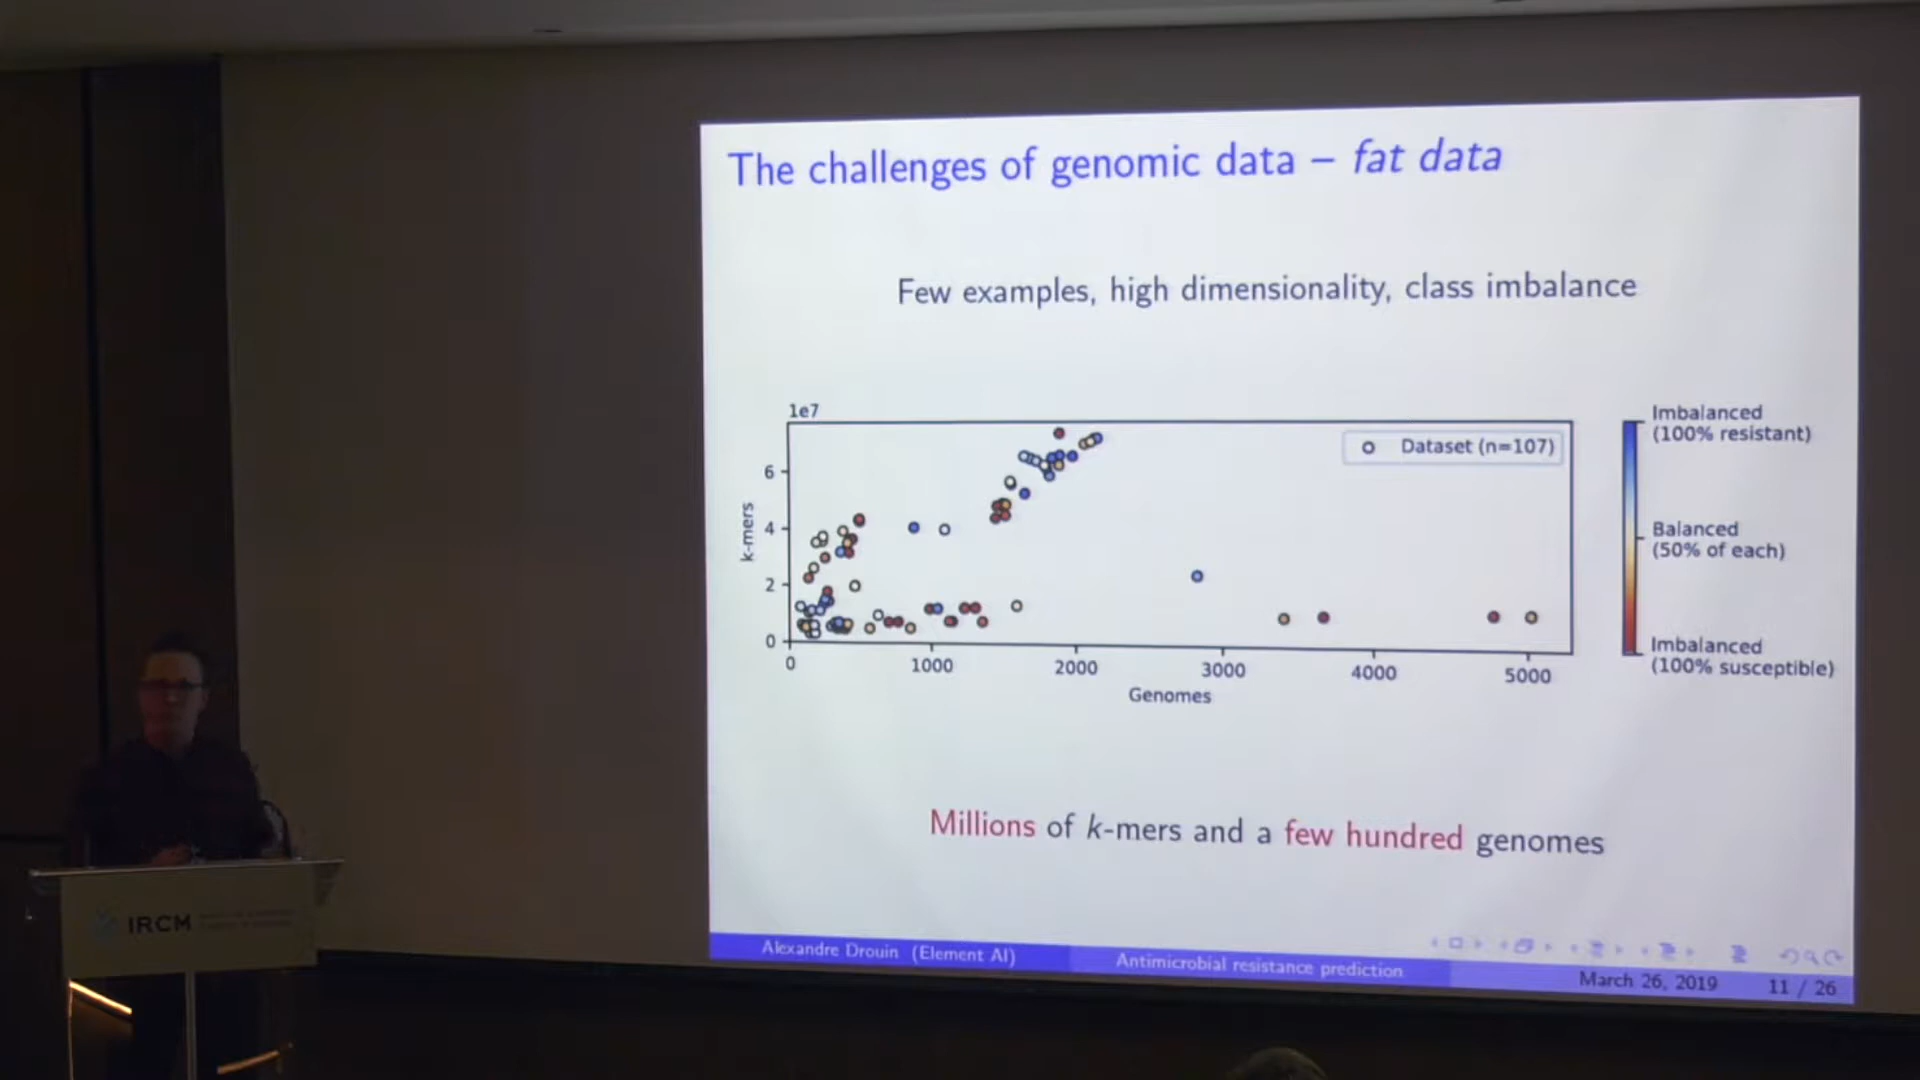 The challenges of genomic data – fat data
Few examples, high dimensionality, class imbalance
1e7
6
4
2
0
k-mers
0 1000 2000 3000 4000 5000
Genomes
Dataset (n=107)
Imbalanced
(100% resistant)
Balanced
(50% of each)
Imbalanced
(100% susceptible)
Millions of k-mers and a few hundred genomes
Alexandre Drouin (Element AI)
Antimicrobial resistance prediction
March 26, 2019
11 / 26
IRCM